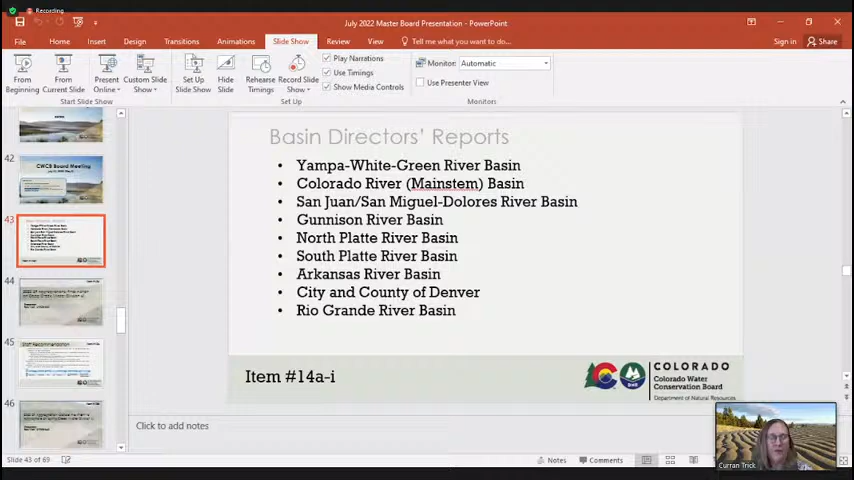 Recording
July 2022 Master Board Presentation - PowerPoint
File Home Insert Design Transitions Animations Slide Show Review View Tell me what you want to do... Sign in Share
From Beginning
From Current Slide
Present Online
Custom Slide Show
Set Up Slide Show
Hide Slide
Rehearse Timings
Record Slide Show
Play Narrations
Use Timings
Show Media Controls
Monitor: Automatic
Use Presenter View
Start Slide Show Set Up Monitors
42
CWCB Board Meeting
43
44
45
46
Basin Directors' Reports
• Yampa-White-Green River Basin
• Colorado River (Mainstem) Basin
• San Juan/San Miguel-Dolores River Basin
• Gunnison River Basin
• North Platte River Basin
• South Platte River Basin
• Arkansas River Basin
• City and County of Denver
• Rio Grande River Basin
Item #14a-i
COLORADO
Colorado Water
Conservation Board
Department of Natural Resources
Click to add notes
Curran Trick
Slide 43 of 69 Notes Comments